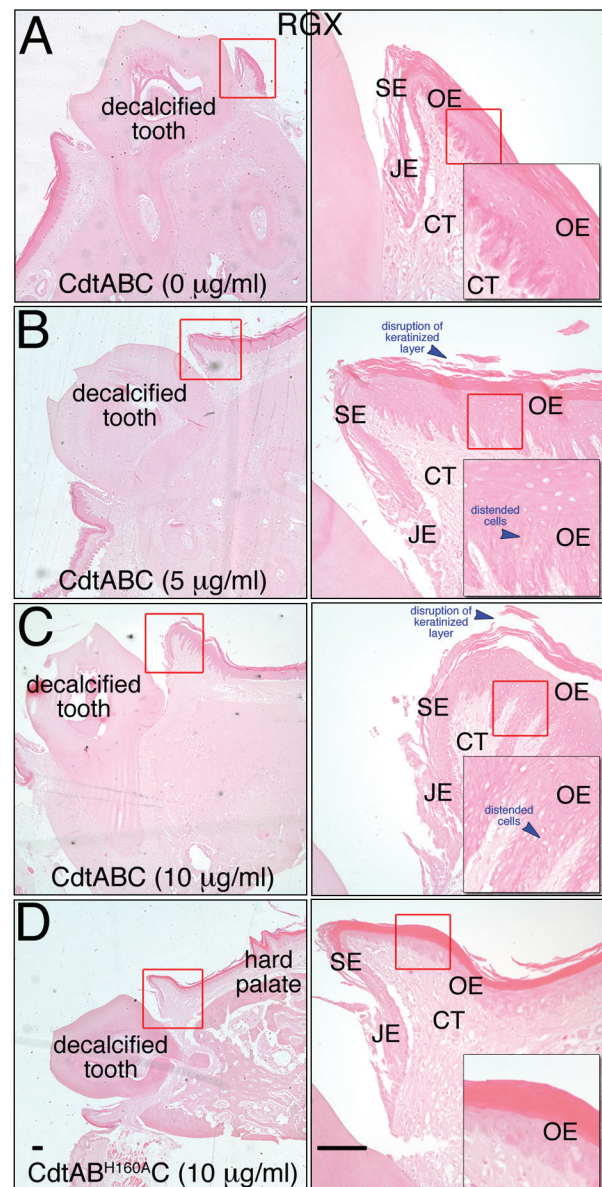 RGX
A
decalcified
tooth
CdtABC (0 µg/ml)
SE
OE
JE
CT
OE
CT
B
decalcified
tooth
CdtABC (5 µg/ml)
disruption of
keratinized
layer
SE
OE
CT
JE
distended
cells
OE
C
decalcified
tooth
CdtABC (10 µg/ml)
disruption of
keratinized
layer
SE
OE
CT
JE
OE
distended
cells
D
hard
palate
decalcified
tooth
CdtABH160AC (10 µg/ml)
SE
OE
CT
JE
OE